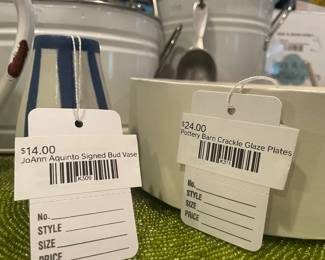 $14.00
JoAnn Aquinto Signed Bud Vase
K309
No.
STYLE
SIZE
PRICE
$24.00
Pottery Barn Crackle Glaze Plates
No.
STYLE
SIZE
PRICE